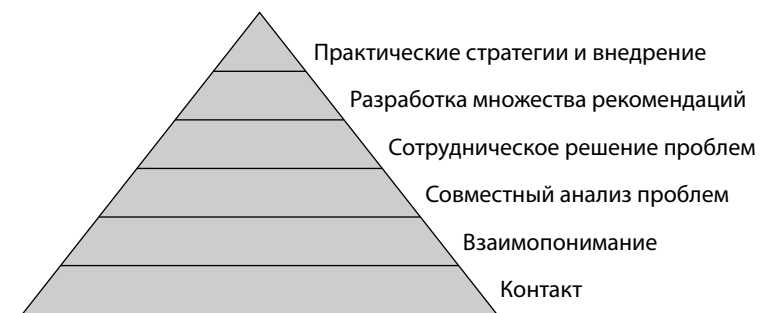 Практические стратегии и внедрение
Разработка множества рекомендаций
Сотрудническое решение проблем
Совместный анализ проблем
Взаимопонимание
Контакт